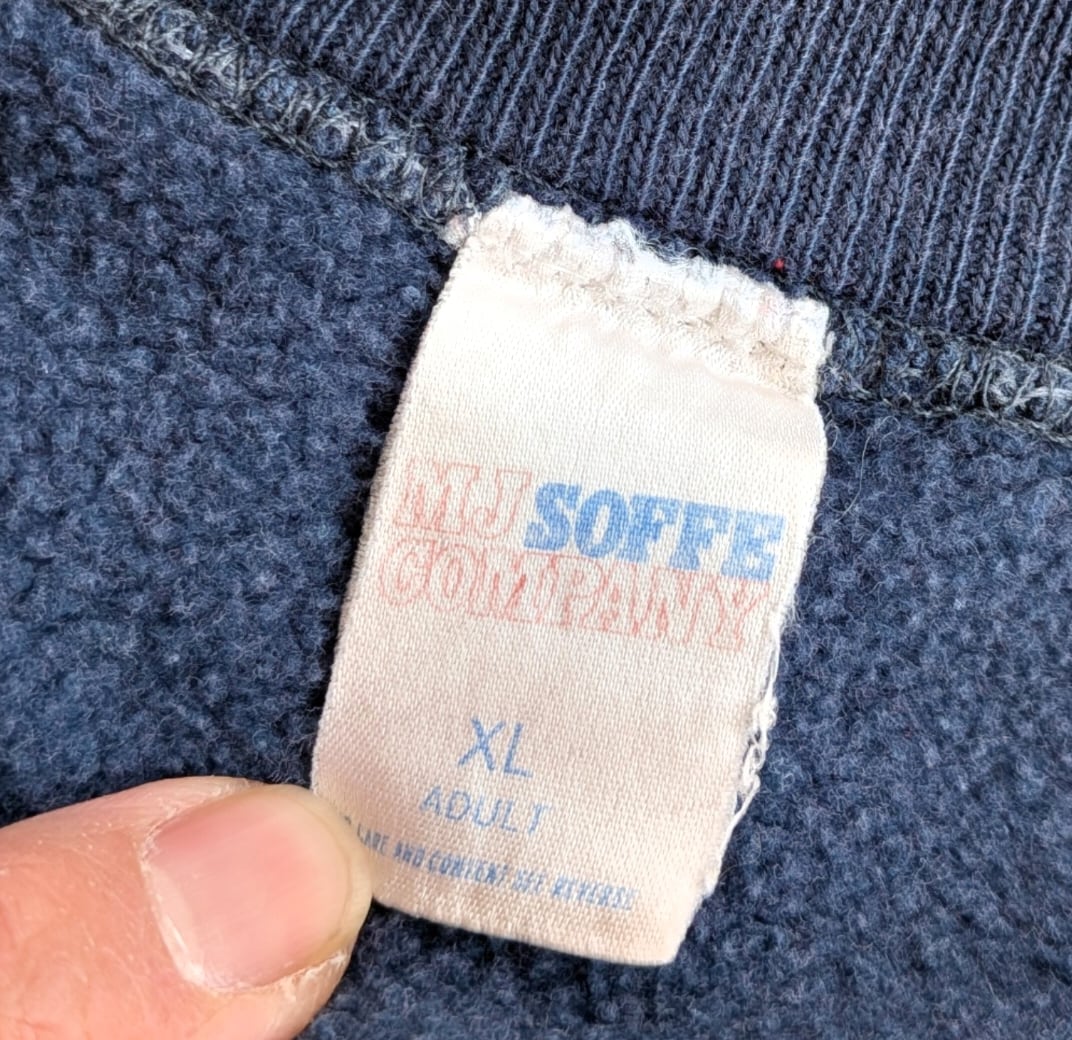 MJ SOFFE
COMPANY
XL
ADULT
CARE AND CONTENT SEE REVERSE